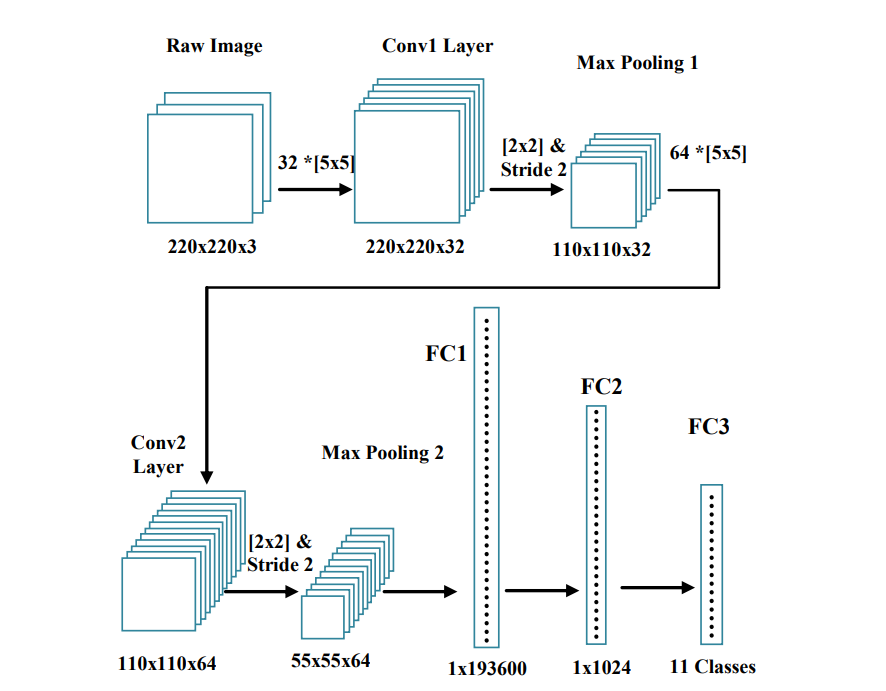 Raw Image
Conv1 Layer
Max Pooling 1
32 *[5x5]
[2x2] &
Stride 2
64 *[5x5]
220x220x3
220x220x32
110x110x32
FC1
FC2
FC3
Conv2
Layer
Max Pooling 2
[2x2] &
Stride 2
110x110x64
55x55x64
1x193600
1x1024
11 Classes